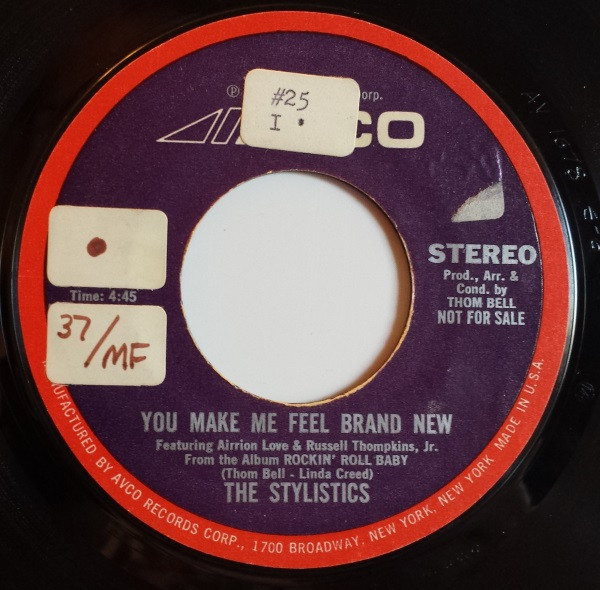 ℗ orp.
#25
I •
AVCO
STEREO
Prod., Arr. &
Cond. by
THOM BELL
NOT FOR SALE
Time: 4:45
37/MF
YOU MAKE ME FEEL BRAND NEW
Featuring Airrion Love & Russell Thompkins, Jr.
From the Album ROCKIN' ROLL BABY
(Thom Bell - Linda Creed)
THE STYLISTICS
MANUFACTURED BY AVCO RECORDS CORP., 1700 BROADWAY, NEW YORK, NEW YORK MADE IN U.S.A.